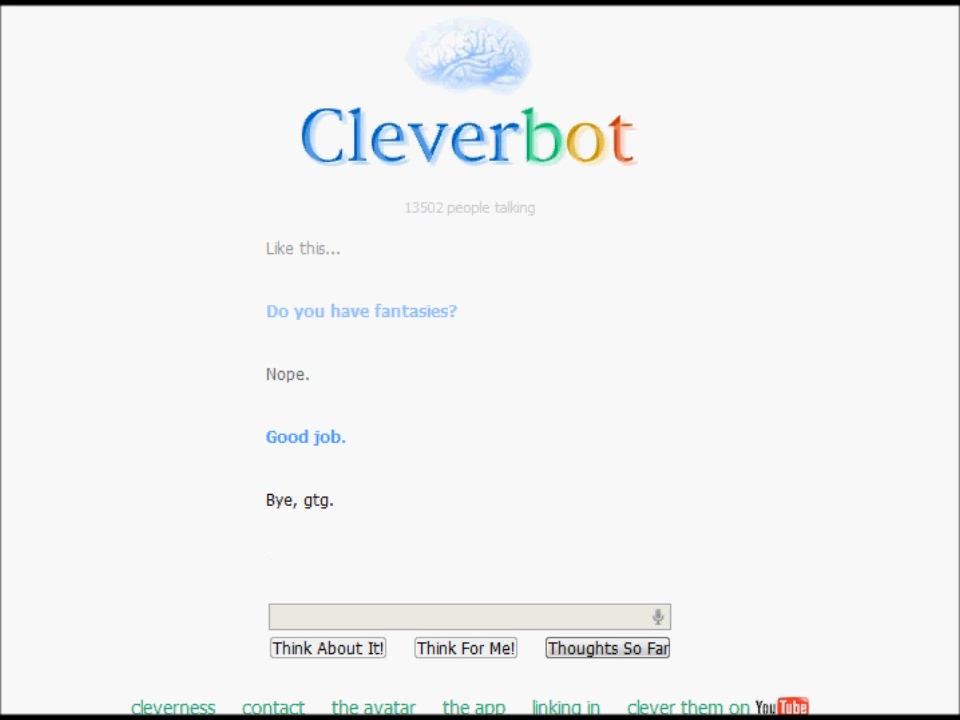 Cleverbot
13502 people talking
Like this...
Do you have fantasies?
Nope.
Good job.
Bye, gtg.
Think About It! Think For Me! Thoughts So Far
cleverness contact the avatar the app linking in clever them on YouTube